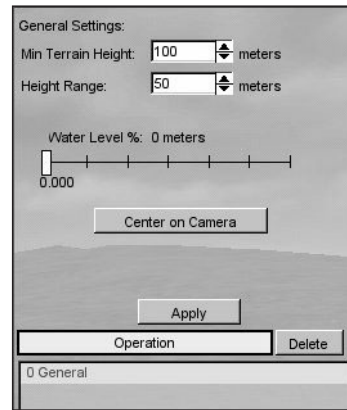 General Settings:
Min Terrain Height: 100 meters
Height Range: 50 meters
Water Level %: 0 meters
0.000
Center on Camera
Apply
Operation Delete
0 General